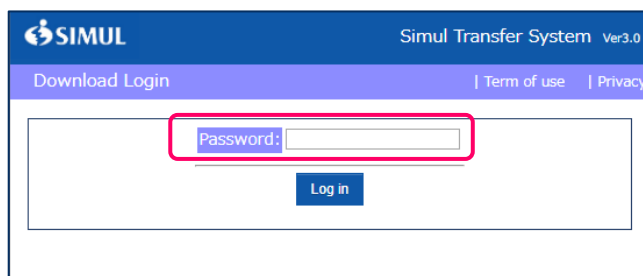 SIMUL Simul Transfer System Ver3.0
Download Login | Term of use | Privacy
Password:
Log in